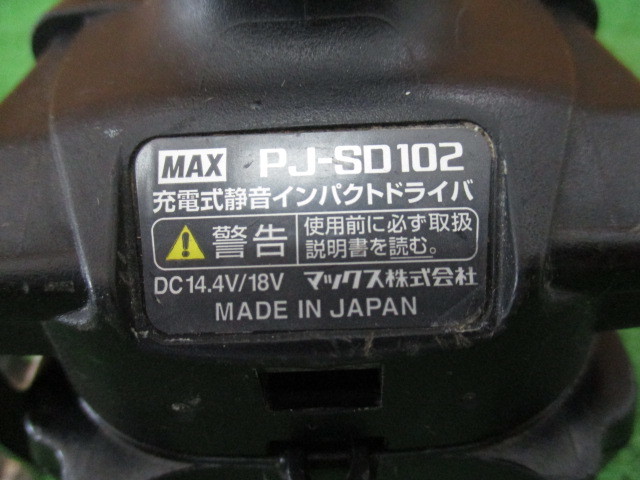 MAX PJ-SD102
充電式静音インパクトドライバ
警告 使用前に必ず取扱
説明書を読む。
DC14.4V/18V マックス株式会社
MADE IN JAPAN